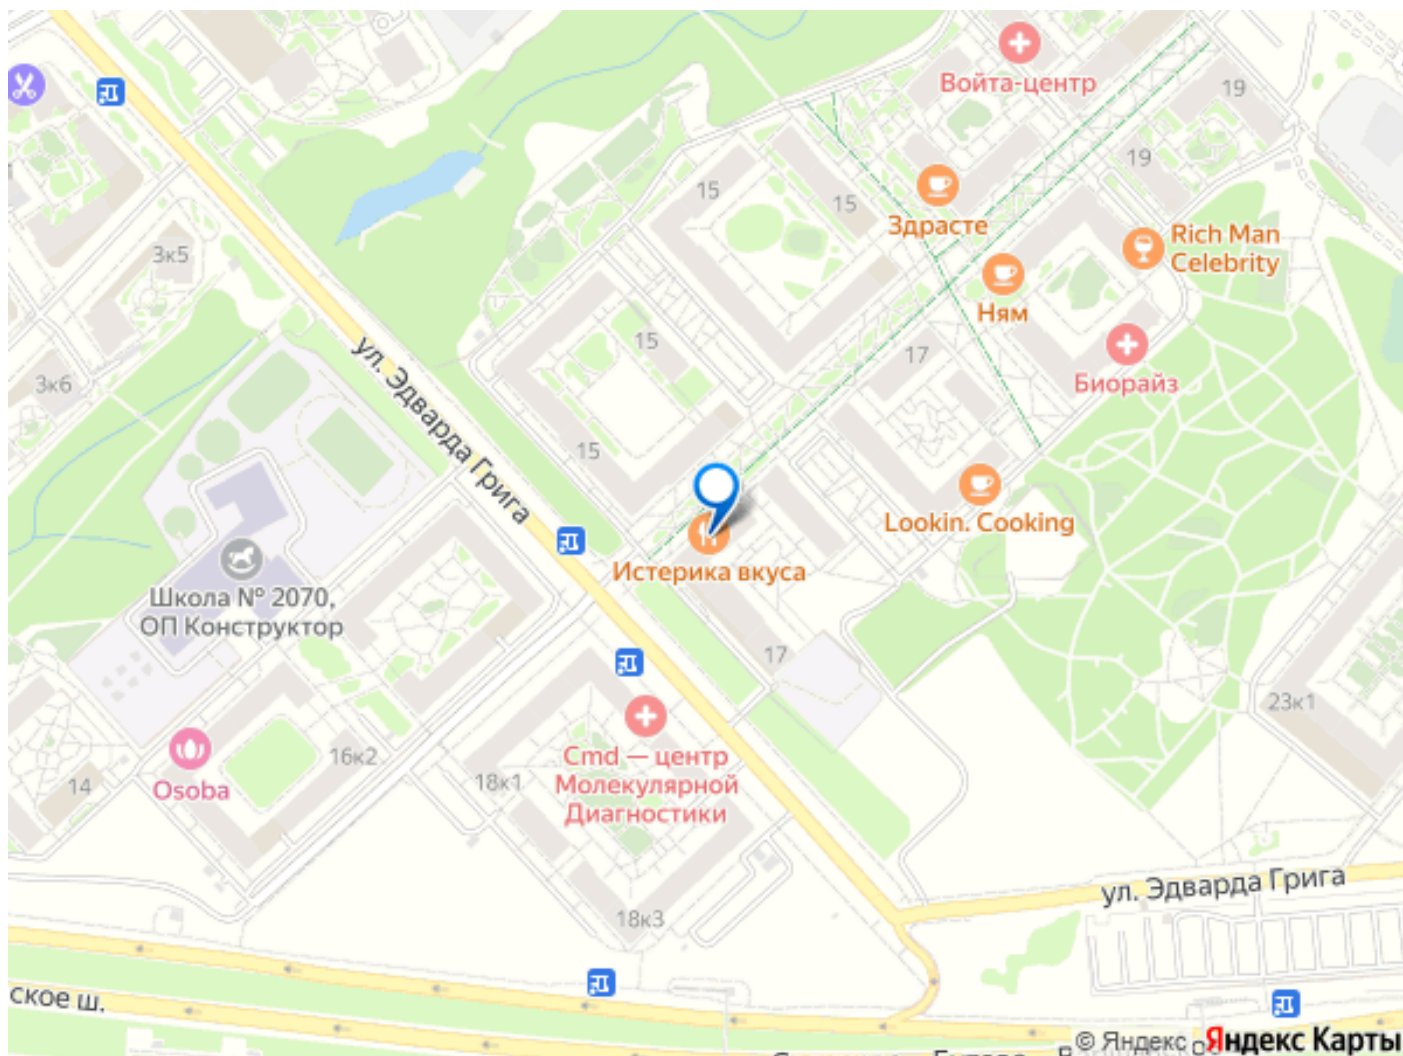 Войта-центр
19
19
15
15
Здрасте
Rich Man
Celebrity
3к5
Ням
15
17
ул. Эдварда Грига
3к6
Биорайз
15
Lookin. Cooking
Истерика вкуса
Школа № 2070,
ОП Конструктор
17
23к1
16к2
Cmd — центр
Молекулярной
Диагностики
18к1
14
Osoba
ул. Эдварда Грига
18к3
ское ш.
© Яндекс Яндекс Карты